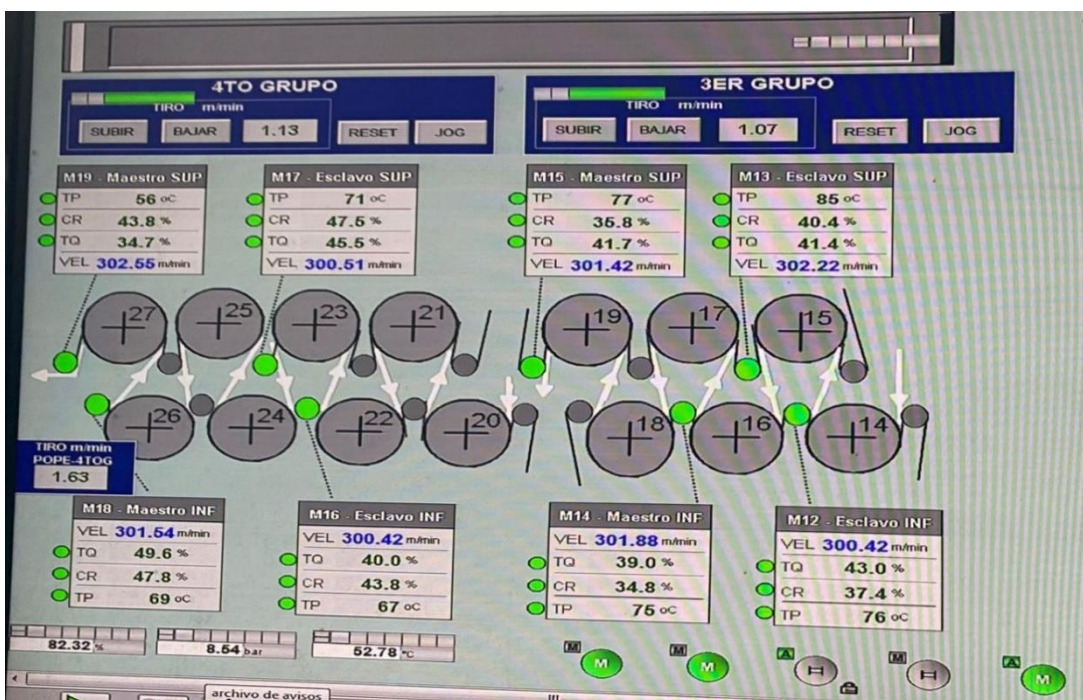 4TO GRUPO
TIRO m/min
SUBIR BAJAR 1.13 RESET JOG
3ER GRUPO
TIRO m/min
SUBIR BAJAR 1.07 RESET JOG
M19 - Maestro SUP
TP 56 oC
CR 43.8 %
TQ 34.7 %
VEL 302.55 m/min
M17 - Esclavo SUP
TP 71 oC
CR 47.5 %
TQ 45.5 %
VEL 300.51 m/min
M15 - Maestro SUP
TP 77 oC
CR 35.8 %
TQ 41.7 %
VEL 301.42 m/min
M13 - Esclavo SUP
TP 85 oC
CR 40.4 %
TQ 41.4 %
VEL 302.22 m/min
27 25 23 21 19 17 15
26 24 22 20 18 16 14
TIRO m/min
POPE-4TOG
1.63
M18 - Maestro INF
VEL 301.54 m/min
TQ 49.6 %
CR 47.8 %
TP 69 oC
M16 - Esclavo INF
VEL 300.42 m/min
TQ 40.0 %
CR 43.8 %
TP 67 oC
M14 - Maestro INF
VEL 301.88 m/min
TQ 39.0 %
CR 34.8 %
TP 75 oC
M12 - Esclavo INF
VEL 300.42 m/min
TQ 43.0 %
CR 37.4 %
TP 76 oC
82.32 % 8.54 bar 52.78 °C
M M A M A
M M H H M
archivo de avisos